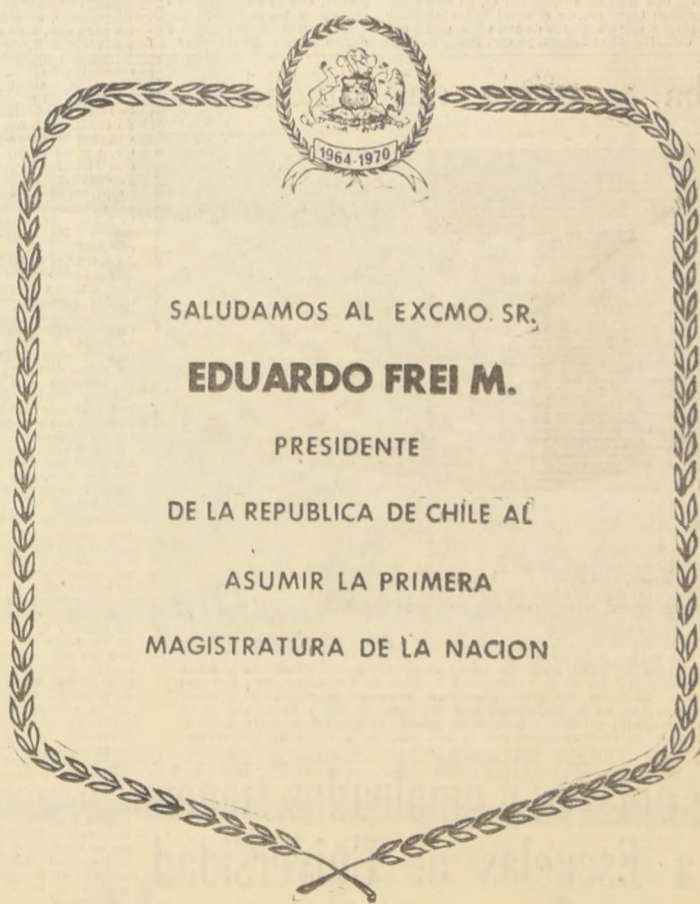 1964-1970
SALUDAMOS AL EXCMO. SR.
EDUARDO FREI M.
PRESIDENTE
DE LA REPUBLICA DE CHILE AL
ASUMIR LA PRIMERA
MAGISTRATURA DE LA NACION